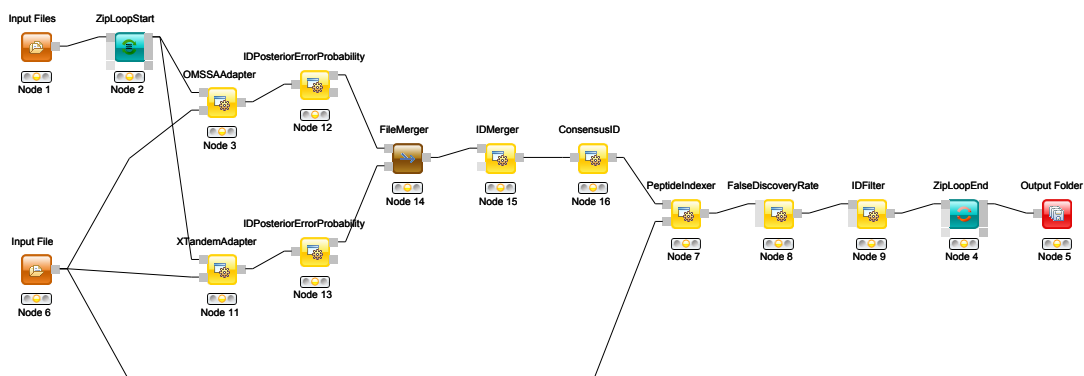 Input Files
Node 1
ZipLoopStart
Node 2
OMSSAAdapter
Node 3
IDPosteriorErrorProbability
Node 12
FileMerger
Node 14
IDMerger
Node 15
ConsensusID
Node 16
PeptideIndexer
Node 7
FalseDiscoveryRate
Node 8
IDFilter
Node 9
ZipLoopEnd
Node 4
Output Folder
Node 5
Input File
Node 6
XTandemAdapter
Node 11
IDPosteriorErrorProbability
Node 13